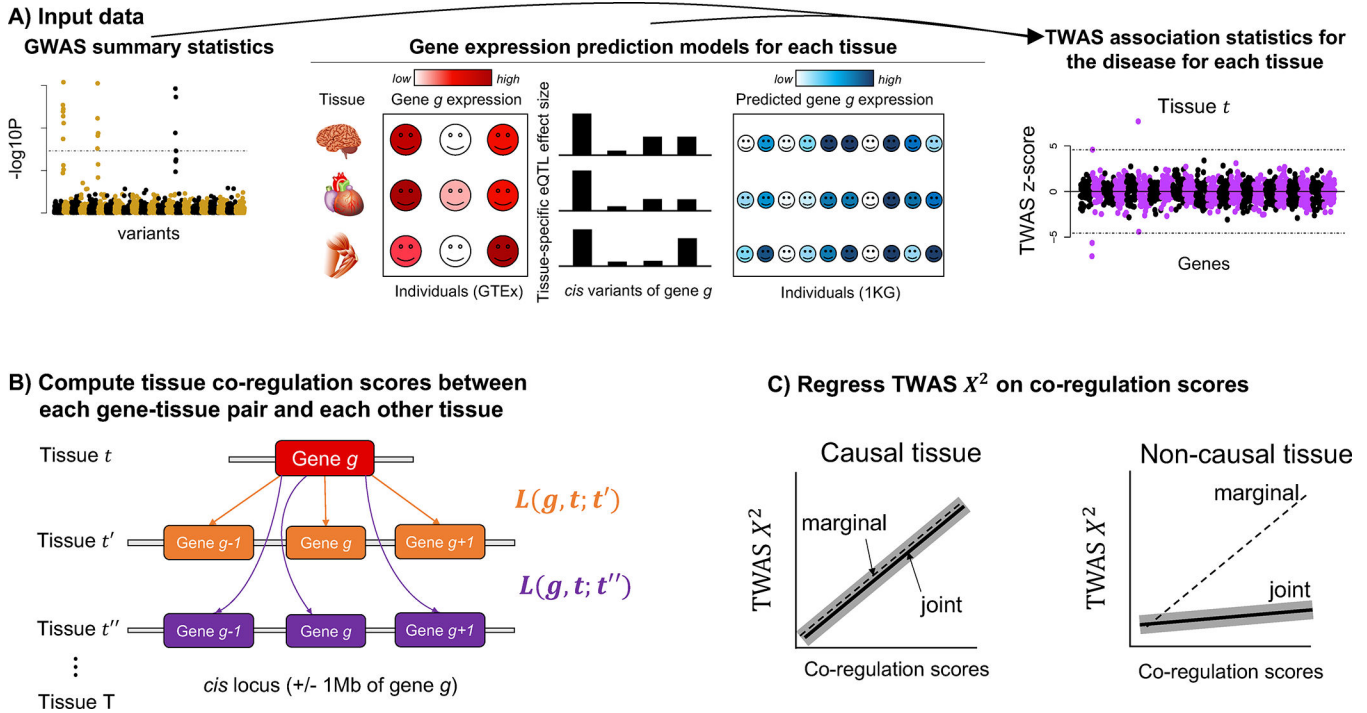 A) Input data
GWAS summary statistics
Gene expression prediction models for each tissue
TWAS association statistics for
the disease for each tissue
low
high
low
high
Tissue
Gene g expression
Predicted gene g expression
Tissue t
-log10P
variants
Tissue-specific eQTL effect size
Individuals (GTEx)
cis variants of gene g
Individuals (1KG)
TWAS z-score
5
0
-5
Genes
B) Compute tissue co-regulation scores between
each gene-tissue pair and each other tissue
Tissue t
Gene g
L(g, t; t′)
Tissue t'
Gene g-1
Gene g
Gene g+1
L(g, t; t′′)
Tissue t''
Gene g-1
Gene g
Gene g+1
Tissue T
cis locus (+/- 1Mb of gene g)
C) Regress TWAS X² on co-regulation scores
Causal tissue
TWAS X²
marginal
joint
Co-regulation scores
Non-causal tissue
TWAS X²
marginal
joint
Co-regulation scores